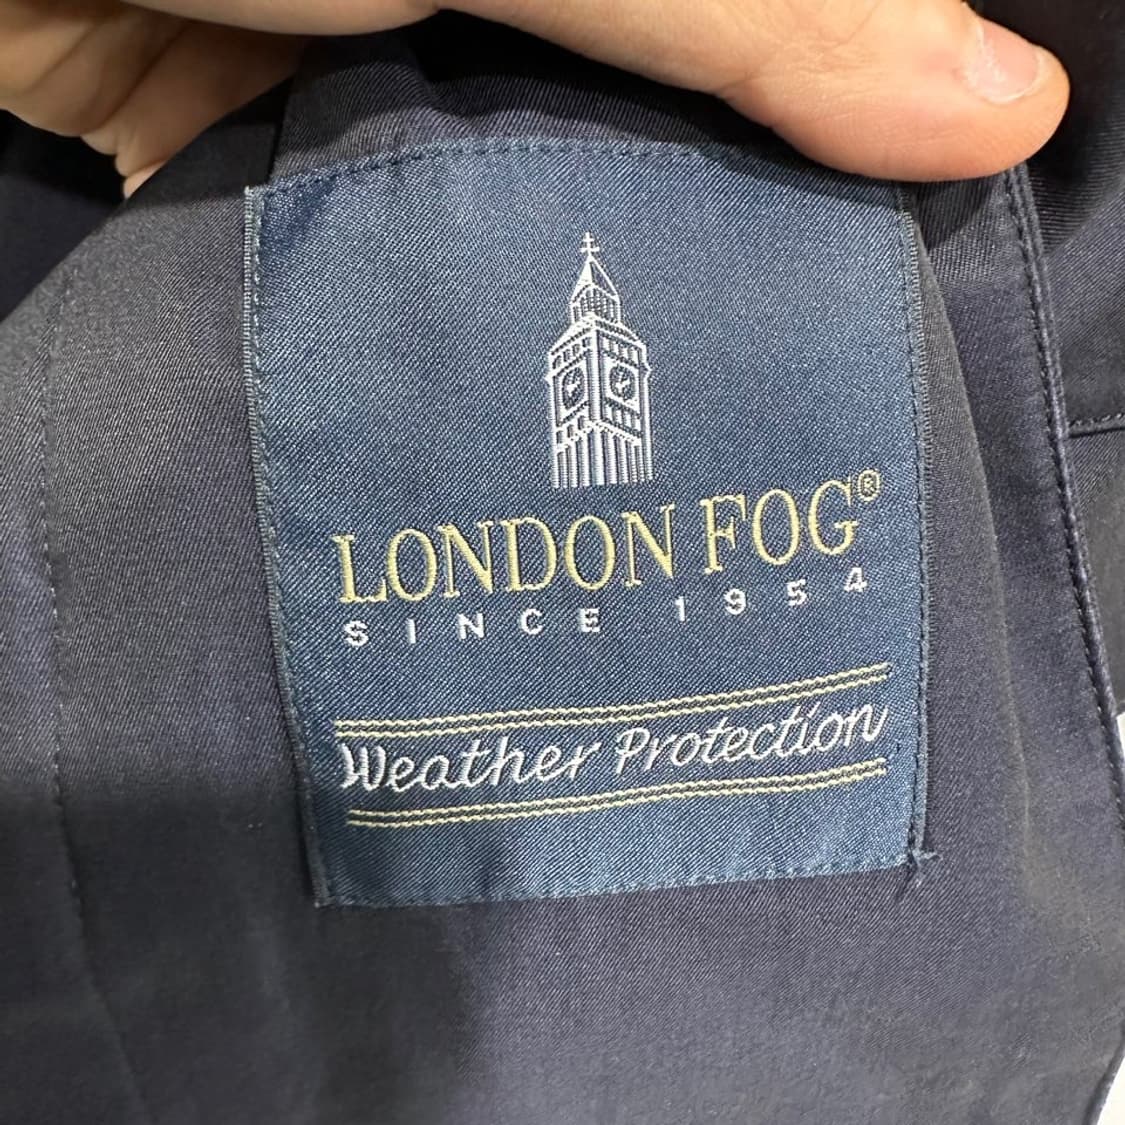 LONDON FOG®
SINCE 1954
Weather Protection